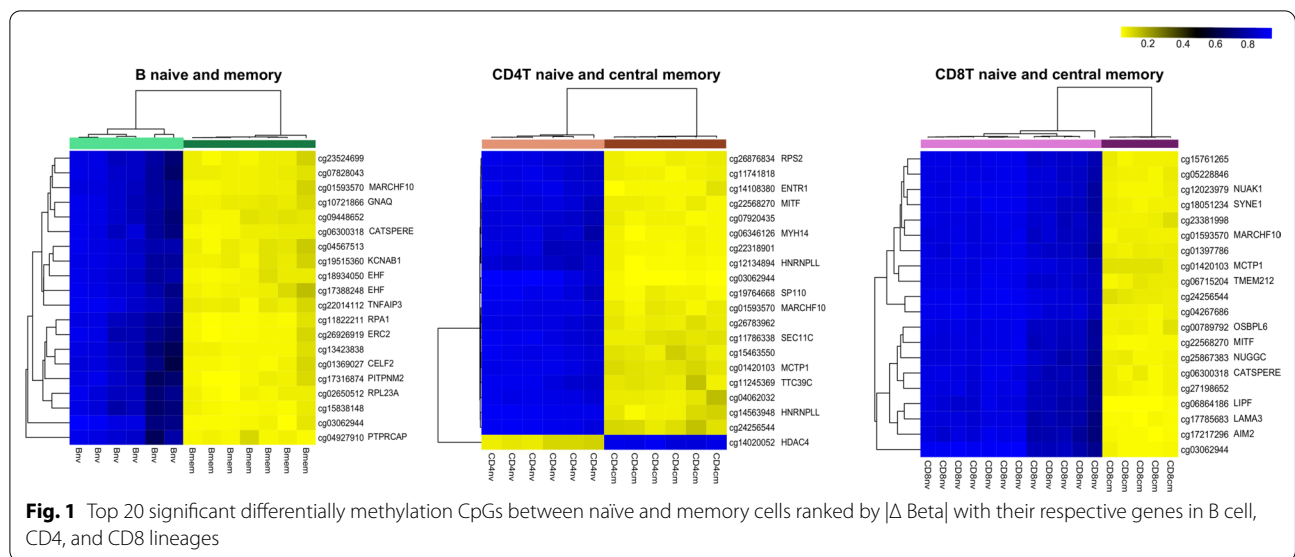 0.2 0.4 0.6 0.8
B naive and memory
cg23524699
cg07828043
cg01593570 MARCHF10
cg10721866 GNAQ
cg09448652
cg06300318 CATSPERE
cg04567513
cg19515360 KCNAB1
cg18934050 EHF
cg17388248 EHF
cg22014112 TNFAIP3
cg11822211 RPA1
cg26926919 ERC2
cg13423838
cg01369027 CELF2
cg17316874 PITPNM2
cg02650512 RPL23A
cg15838148
cg03062944
cg04927910 PTPRCAP
Bnv Bnv Bnv Bnv Bnv Bnv Bmem Bmem Bmem Bmem Bmem Bmem Bmem
CD4T naive and central memory
cg26876834 RPS2
cg11741818
cg14108380 ENTR1
cg22568270 MITF
cg07920435
cg06346126 MYH14
cg22318901
cg12134894 HNRNPLL
cg03062944
cg19764668 SP110
cg01593570 MARCHF10
cg26783962
cg11786338 SEC11C
cg15463550
cg01420103 MCTP1
cg11245369 TTC39C
cg04062032
cg14563948 HNRNPLL
cg24256544
cg14020052 HDAC4
CD4nv CD4nv CD4nv CD4nv CD4nv CD4nv CD4cm CD4cm CD4cm CD4cm CD4cm CD4cm
CD8T naive and central memory
cg15761265
cg05228846
cg12023979 NUAK1
cg18051234 SYNE1
cg23381998
cg01593570 MARCHF10
cg01397786
cg01420103 MCTP1
cg06715204 TMEM212
cg24256544
cg04267686
cg00789792 OSBPL6
cg22568270 MITF
cg25867383 NUGGC
cg06300318 CATSPERE
cg27198652
cg06864186 LIPF
cg17785683 LAMA3
cg17217296 AIM2
cg03062944
CD8nv CD8nv CD8nv CD8nv CD8nv CD8nv CD8nv CD8nv CD8nv CD8nv CD8nv CD8nv CD8cm CD8cm CD8cm CD8cm CD8cm
Fig. 1 Top 20 significant differentially methylation CpGs between naïve and memory cells ranked by |Δ Beta| with their respective genes in B cell,
CD4, and CD8 lineages